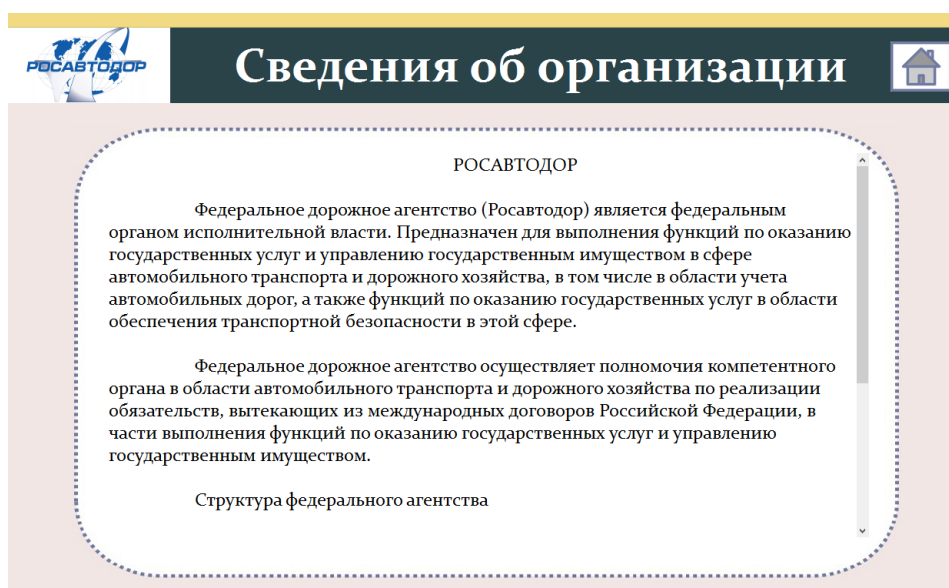 РОСАВТОДОР
Сведения об организации
РОСАВТОДОР
Федеральное дорожное агентство (Росавтодор) является федеральным
органом исполнительной власти. Предназначен для выполнения функций по оказанию
государственных услуг и управлению государственным имуществом в сфере
автомобильного транспорта и дорожного хозяйства, в том числе в области учета
автомобильных дорог, а также функций по оказанию государственных услуг в области
обеспечения транспортной безопасности в этой сфере.
Федеральное дорожное агентство осуществляет полномочия компетентного
органа в области автомобильного транспорта и дорожного хозяйства по реализации
обязательств, вытекающих из международных договоров Российской Федерации, в
части выполнения функций по оказанию государственных услуг и управлению
государственным имуществом.
Структура федерального агентства